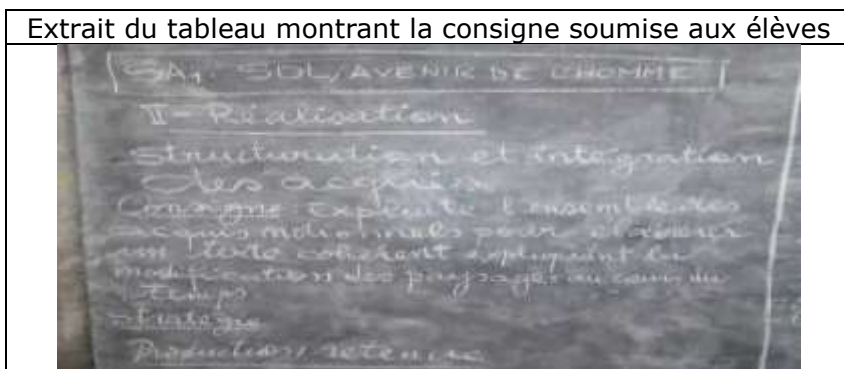 Extrait du tableau montrant la consigne soumise aux élèves
SA1: SOL, AVENIR DE L'HOMME
II- Réalisation
Structuration et intégration
des acquis
Consigne Exploite l'ensemble des
acquis notionnels pour élaborer
un texte cohérent expliquant la
modification des paysages au cours du
temps
Stratégie
Production/retenue